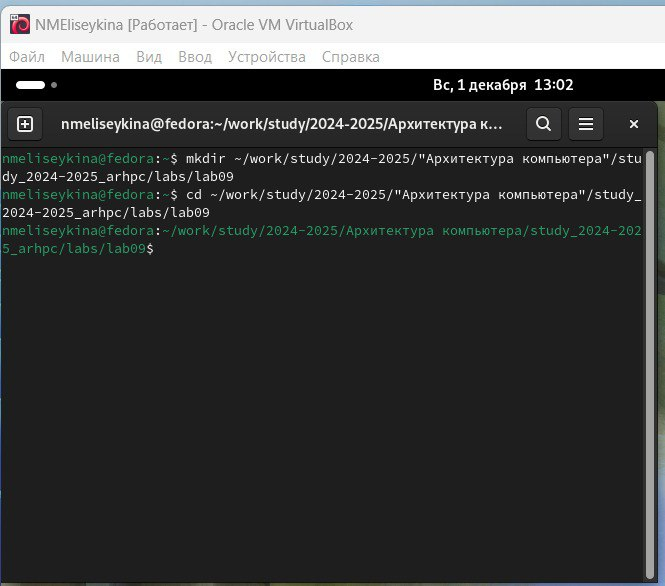 NMEliseykina [Работает] - Oracle VM VirtualBox
Файл Машина Вид Ввод Устройства Справка
Вс, 1 декабря 13:02
nmeliseykina@fedora:~/work/study/2024-2025/Архитектура к...
nmeliseykina@fedora:~$ mkdir ~/work/study/2024-2025/"Архитектура компьютера"/stu
dy_2024-2025_arhpc/labs/lab09
nmeliseykina@fedora:~$ cd ~/work/study/2024-2025/"Архитектура компьютера"/study_
2024-2025_arhpc/labs/lab09
nmeliseykina@fedora:~/work/study/2024-2025/Архитектура компьютера/study_2024-202
5_arhpc/labs/lab09$